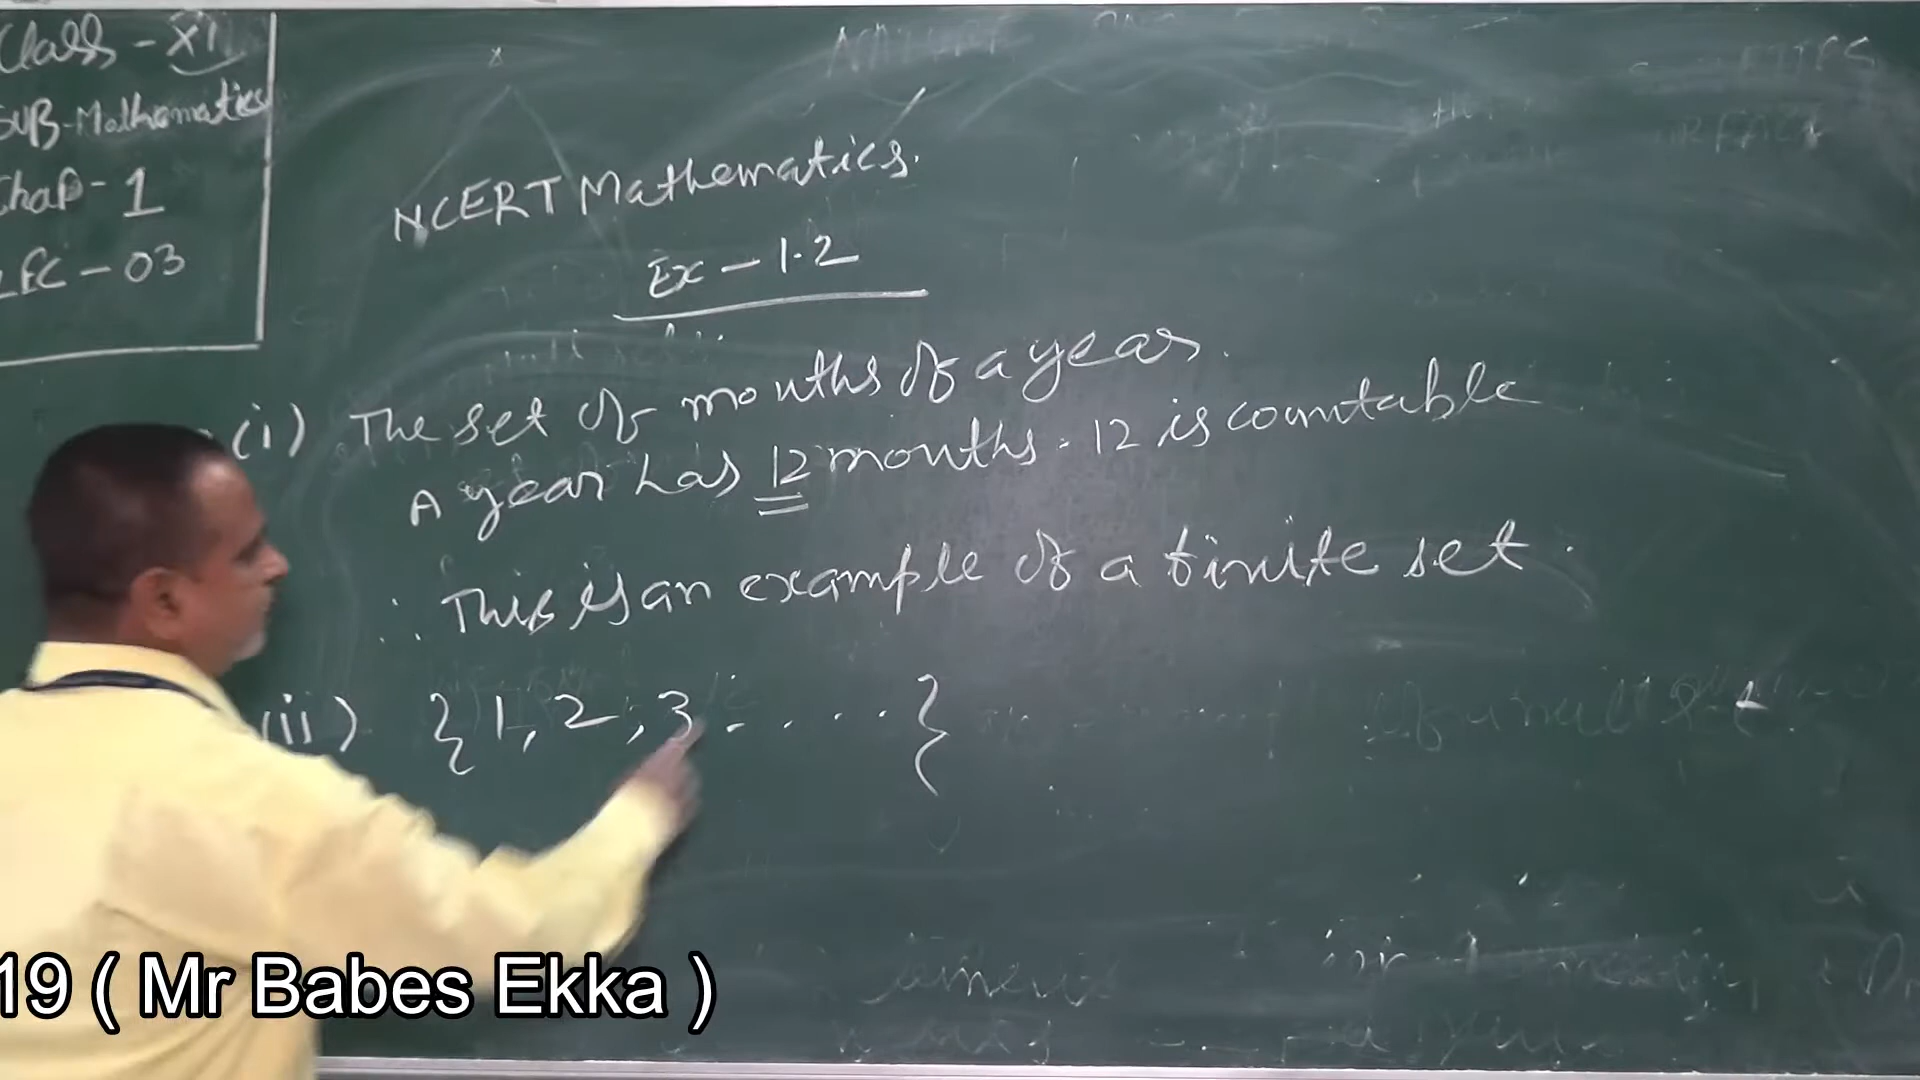 Class - XI
SUB-Mathematics
Chap - 1
LEC - 03
NCERT Mathematics.
Ex - 1.2
(i) The set of months of a year.
A year has 12 months. 12 is countable
∴ This is an example of a finite set.
(ii) {1, 2, 3 . . . . . }
19 ( Mr Babes Ekka )